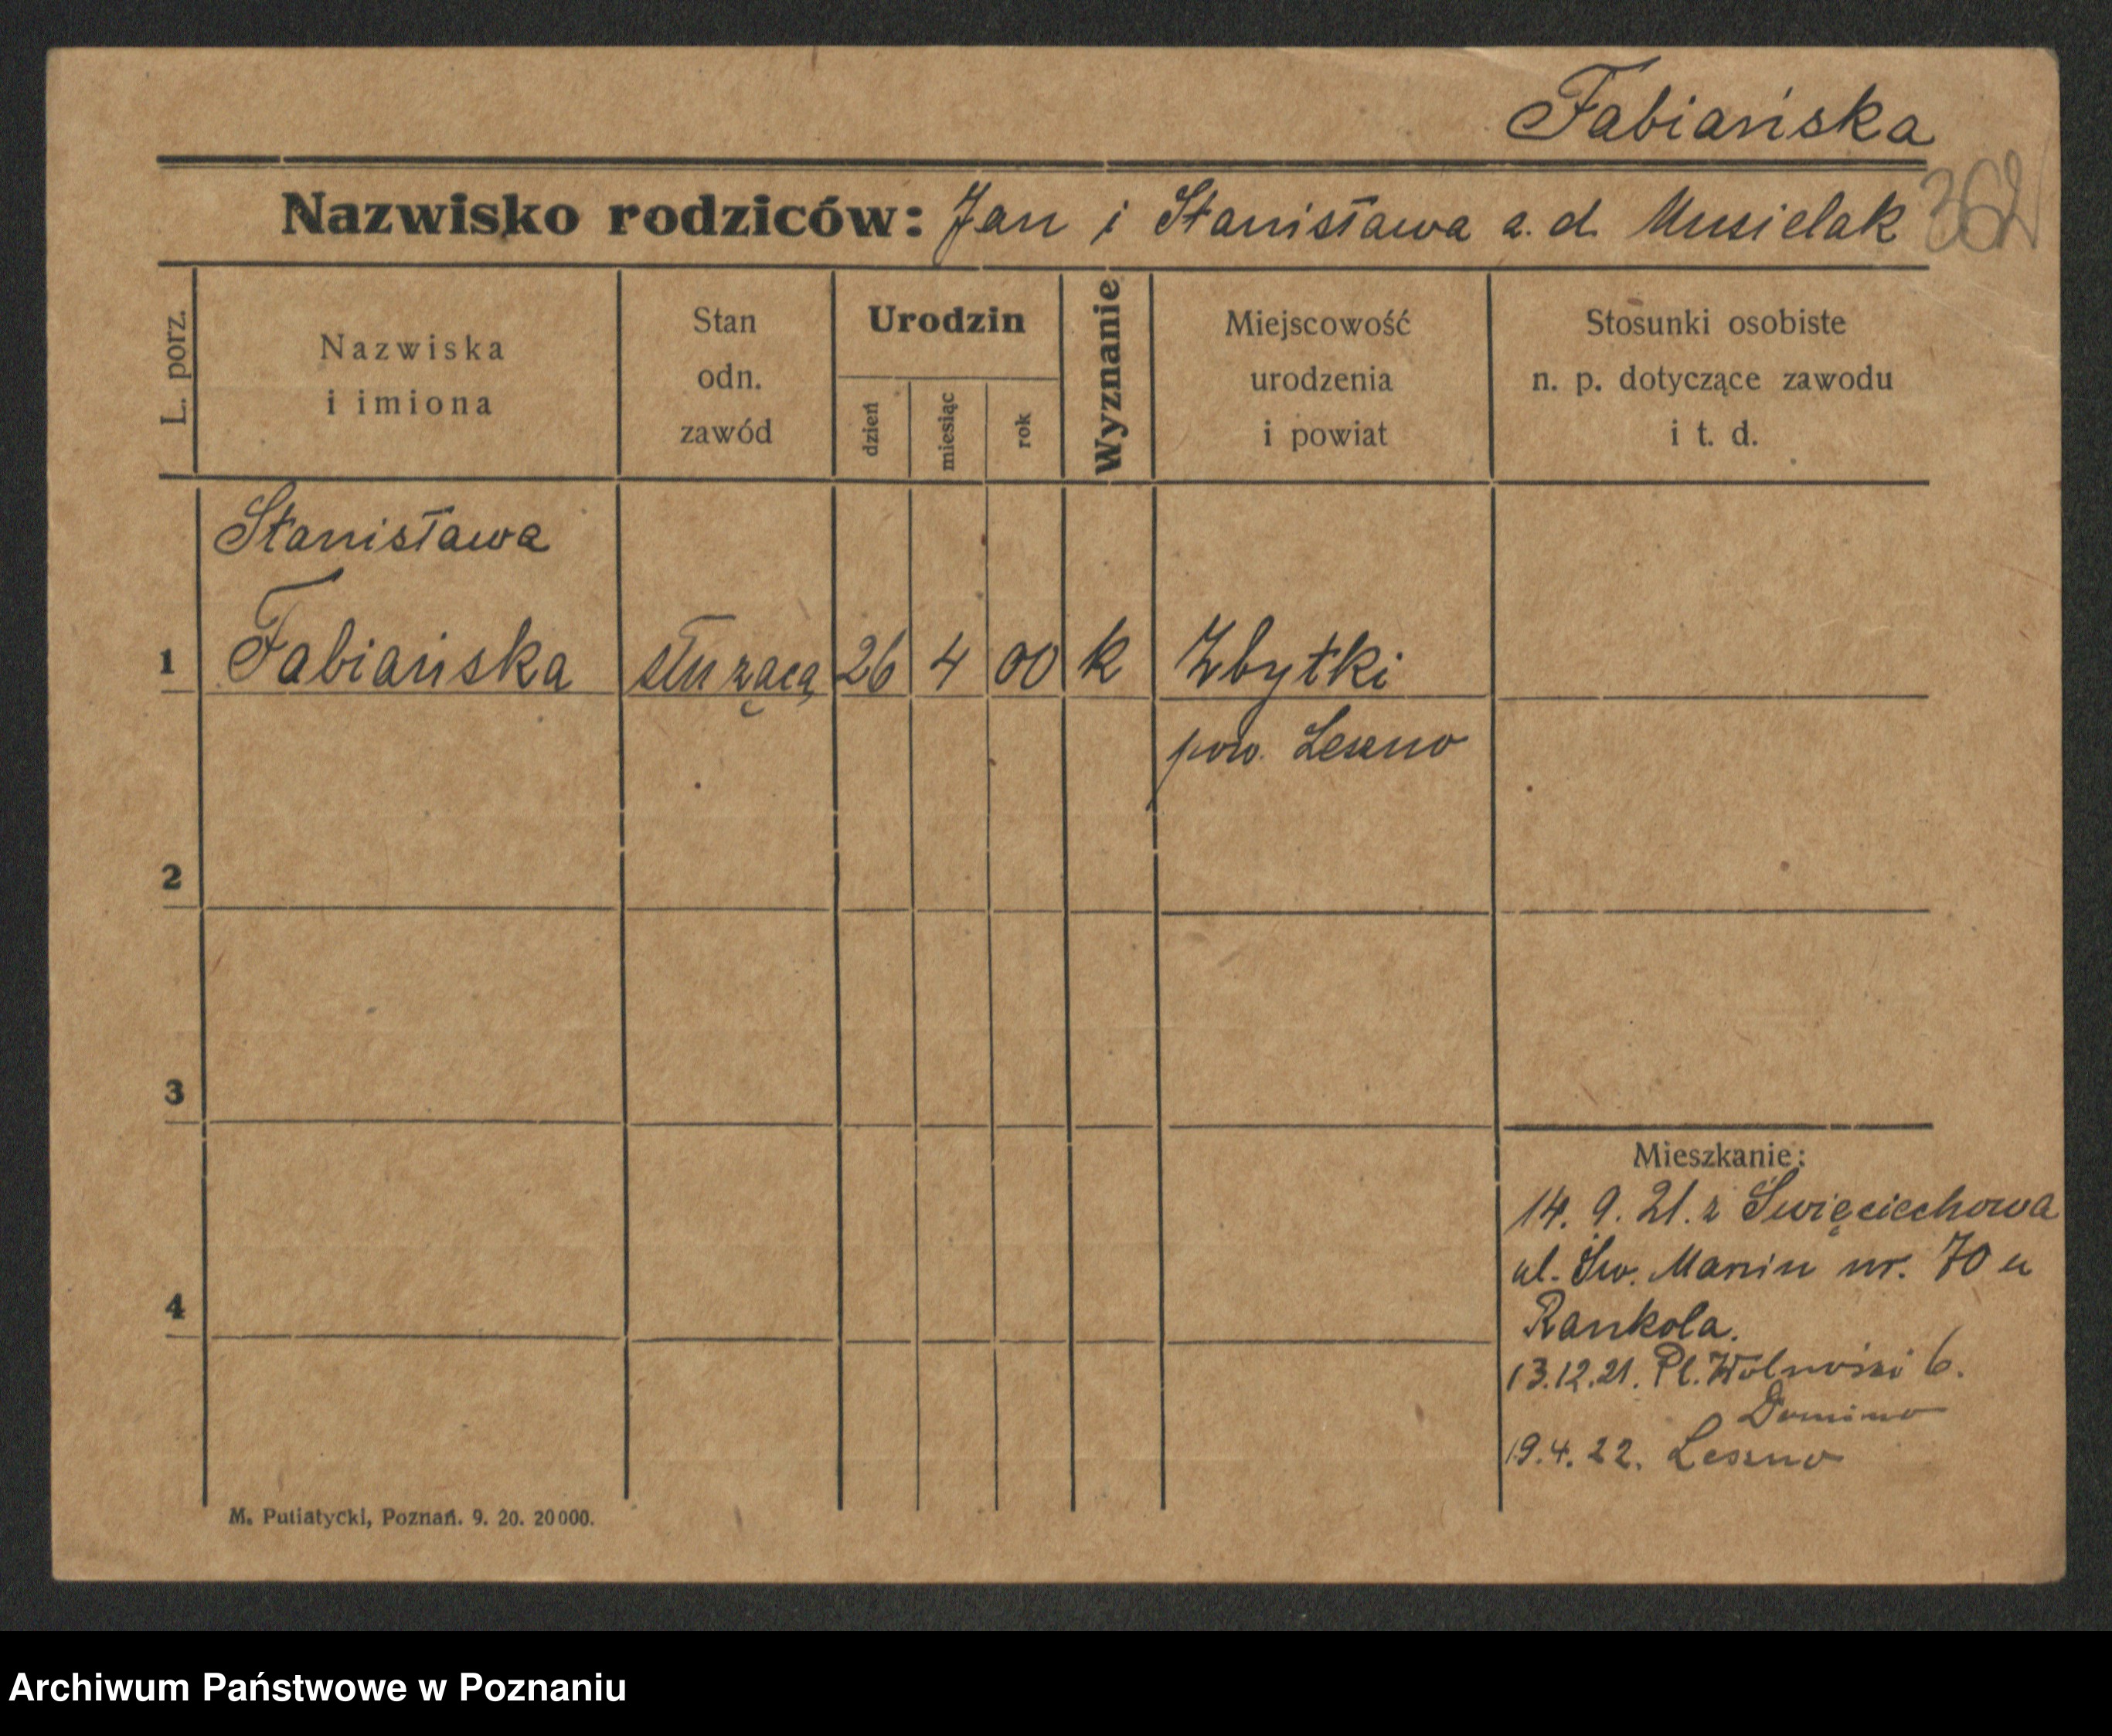 Fabiańska
Nazwisko rodziców: Jan i Stanisława z. d. Musielak
362
L. porz.
Nazwiska
i imiona
Stan
odn.
zawód
Urodzin
dzień
miesiąc
rok
Wyznanie
Miejscowość
urodzenia
i powiat
Stosunki osobiste
n. p. dotyczące zawodu
i t. d.
Stanisława
1 Fabiańska służąca 26 4 00 k Zbytki
pow. Leszno
2
3
4
Mieszkanie:
14. 9. 21. z Święciechowa
ul. Św. Marcin nr. 70 u
Rankola.
13.12.21. Pl. Wolności 6.
Domino
19.4.22. Leszno
M. Putiatycki, Poznań. 9. 20. 20000.
Archiwum Państwowe w Poznaniu